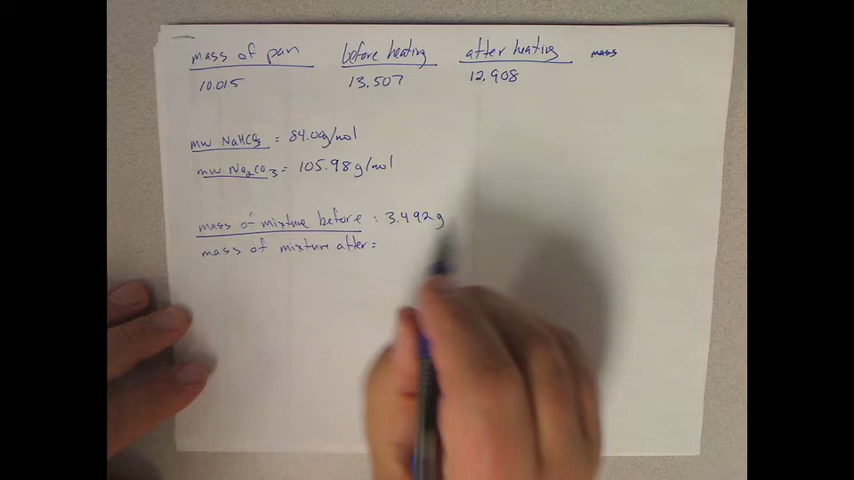 mass of pan before heating after heating mass
10.015 13.507 12.908
mw NaHCO3 = 84.00g/mol
mw Na2CO3 = 105.98g/mol
mass of mixture before : 3.492g
mass of mixture after =